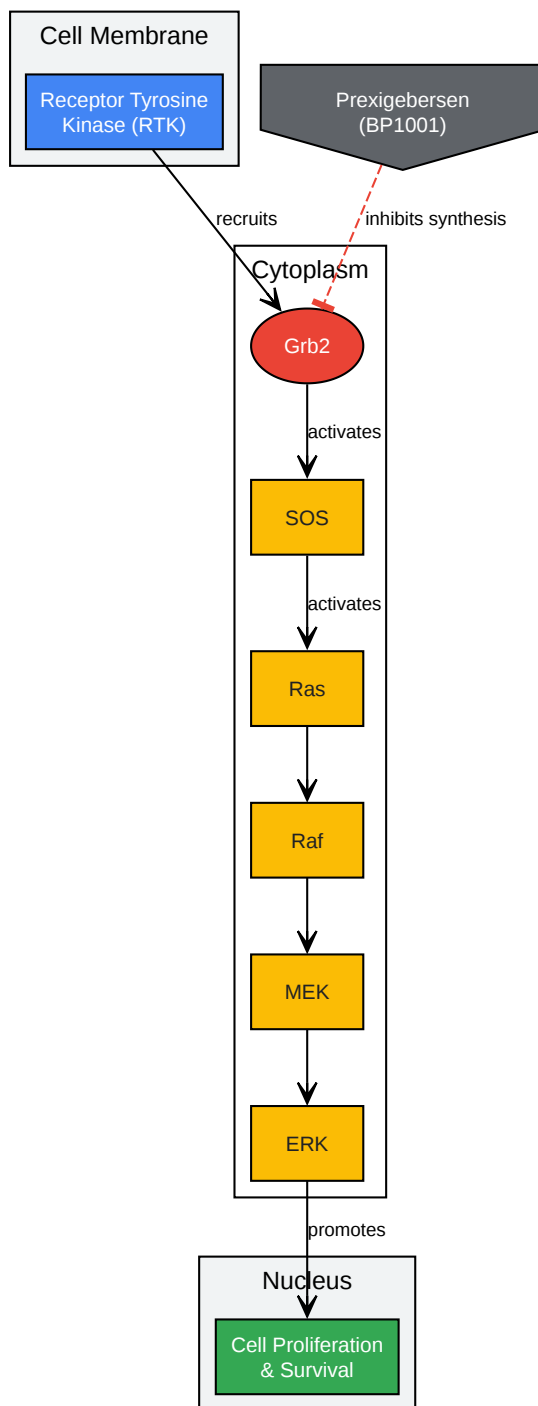 Cell Membrane
Receptor Tyrosine
Kinase (RTK)
Prexigebersen
(BP1001)
recruits
inhibits synthesis
Cytoplasm
Grb2
activates
SOS
activates
Ras
Raf
MEK
ERK
promotes
Nucleus
Cell Proliferation
& Survival